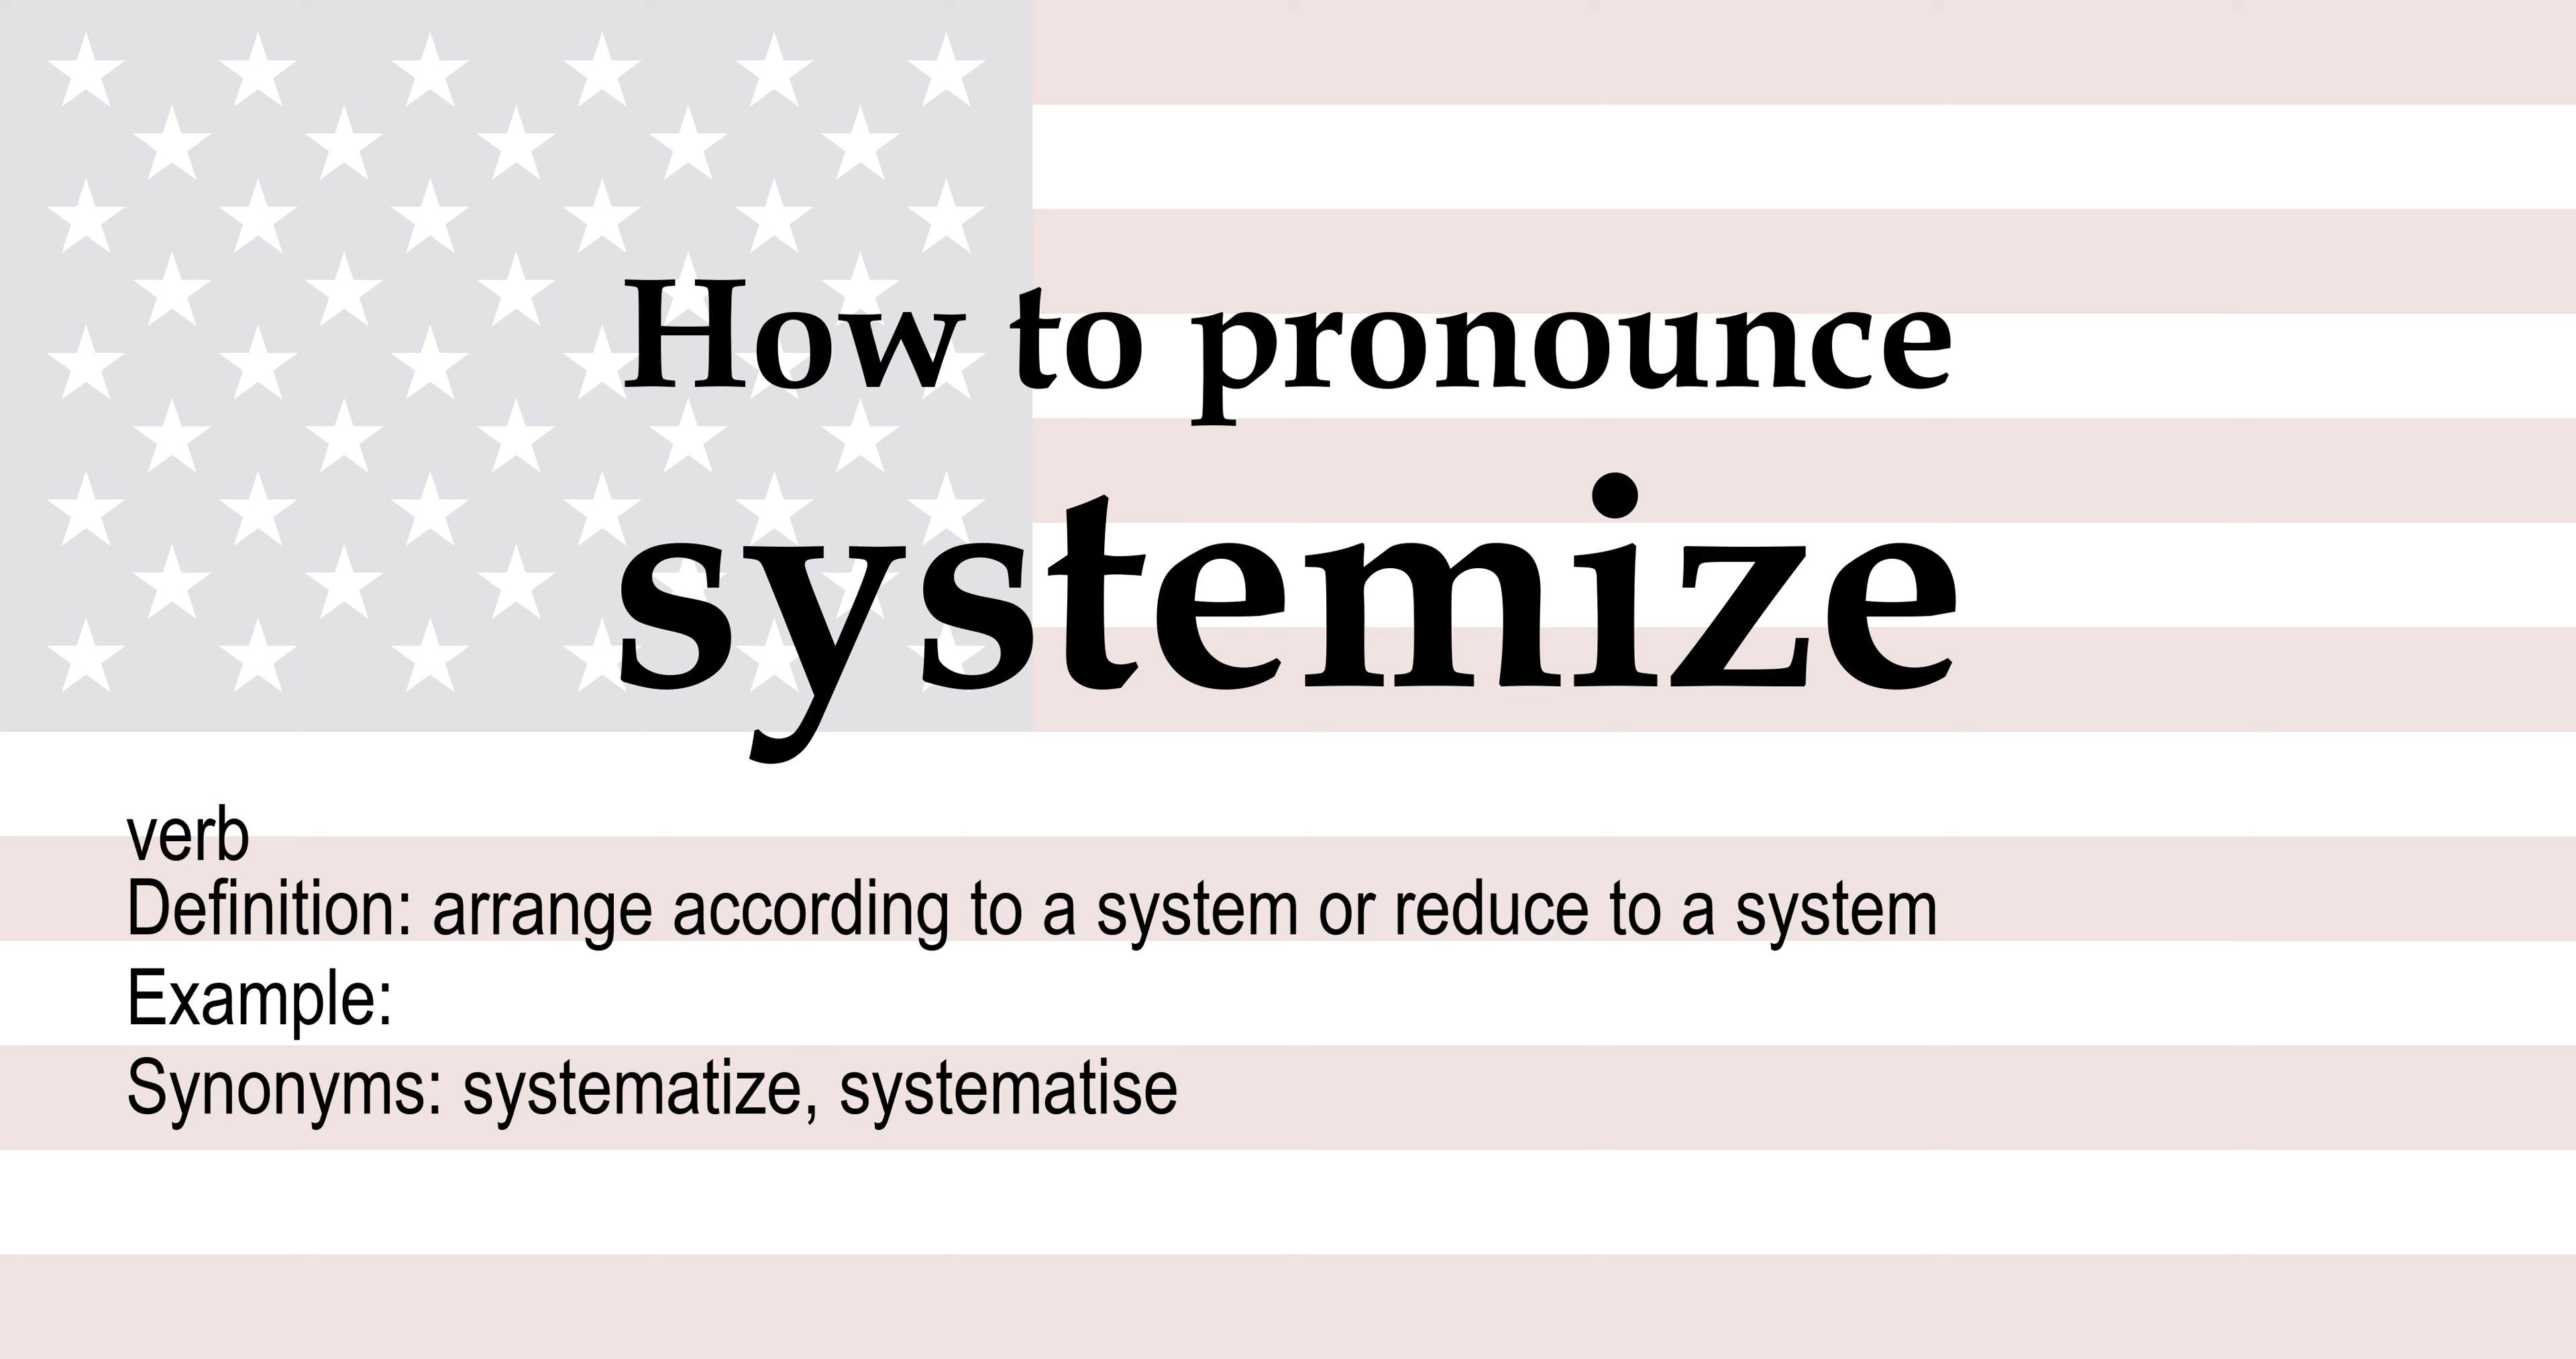 How to pronounce
systemize
verb
Definition: arrange according to a system or reduce to a system
Example:
Synonyms: systematize, systematise